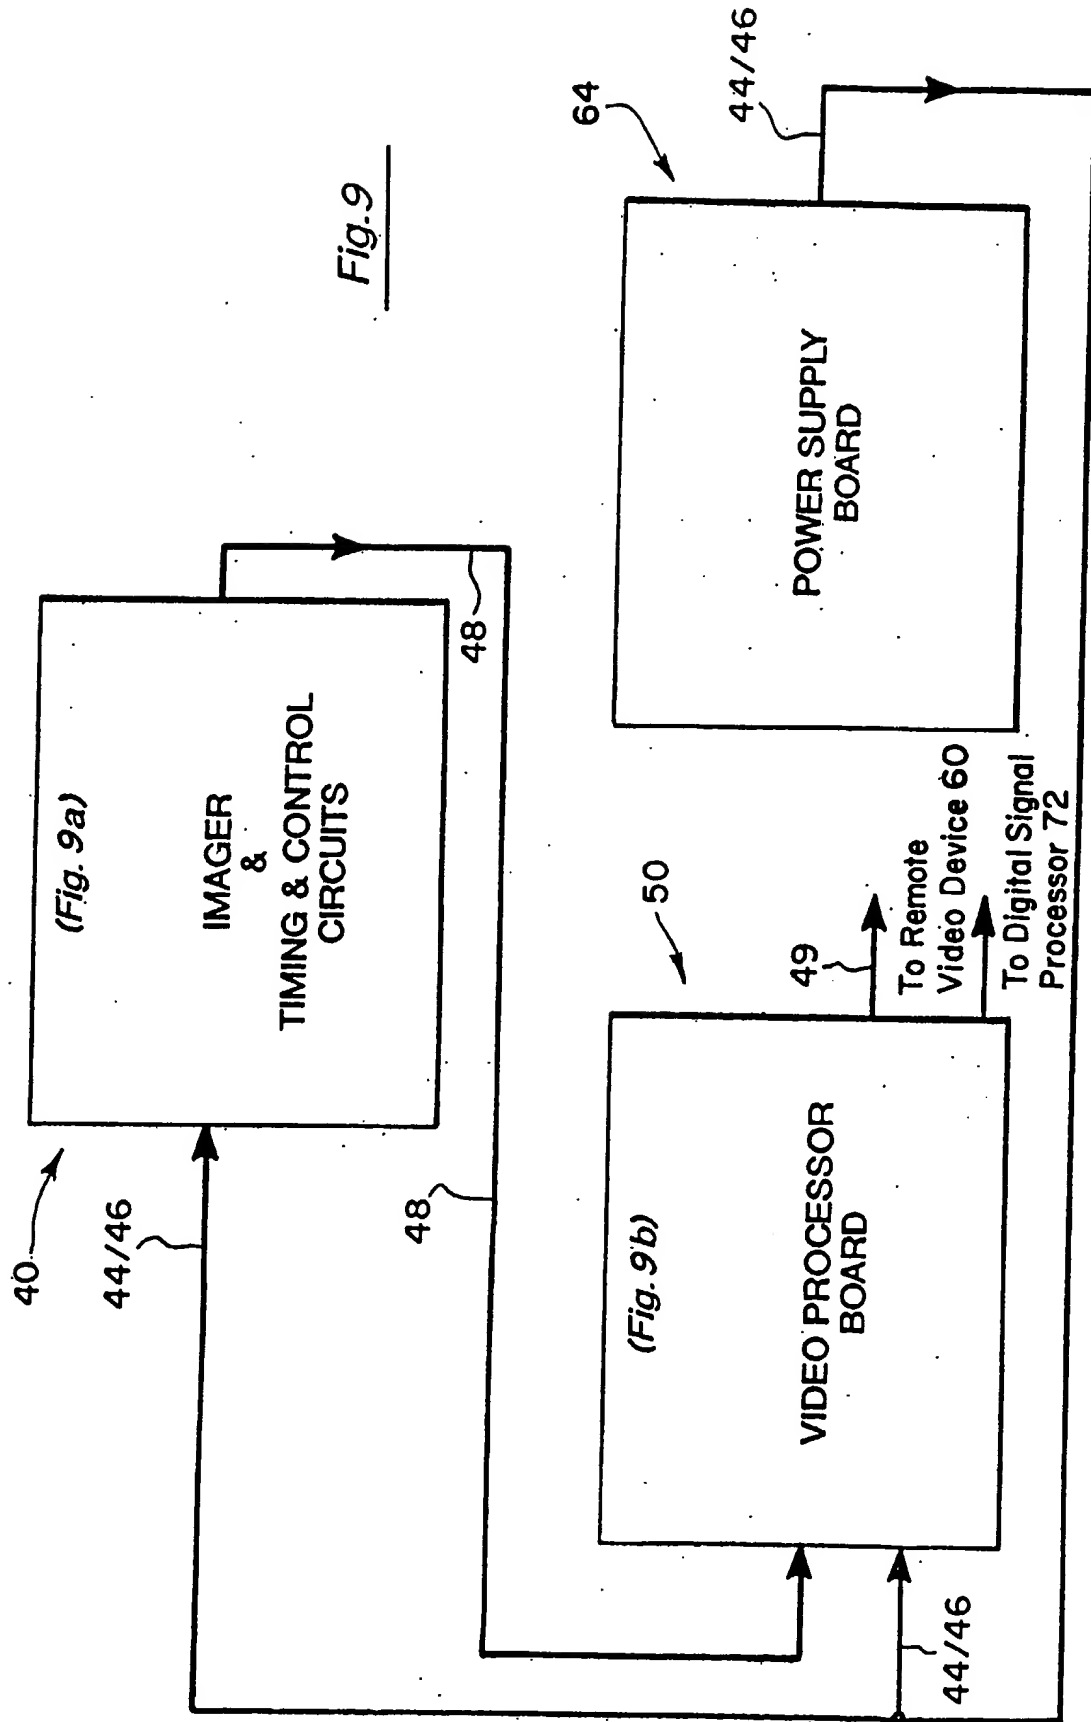 Fig.9
40
44/46
(Fig. 9a)
IMAGER
&
TIMING & CONTROL
CIRCUITS
48
48
(Fig. 9b)
VIDEO PROCESSOR
BOARD
50
49
To Remote
Video Device 60
To Digital Signal
Processor 72
44/46
POWER SUPPLY
BOARD
64
44/46